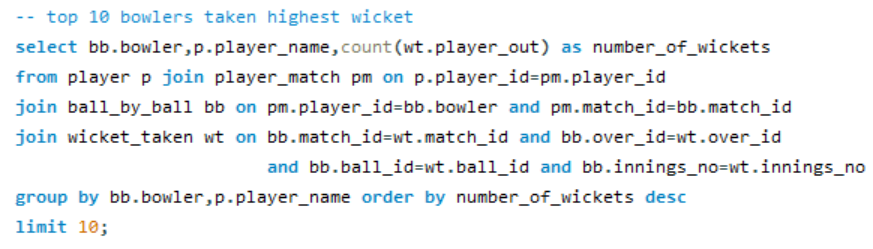 -- top 10 bowlers taken highest wicket
select bb.bowler,p.player_name,count(wt.player_out) as number_of_wickets
from player p join player_match pm on p.player_id=pm.player_id
join ball_by_ball bb on pm.player_id=bb.bowler and pm.match_id=bb.match_id
join wicket_taken wt on bb.match_id=wt.match_id and bb.over_id=wt.over_id
and bb.ball_id=wt.ball_id and bb.innings_no=wt.innings_no
group by bb.bowler,p.player_name order by number_of_wickets desc
limit 10;